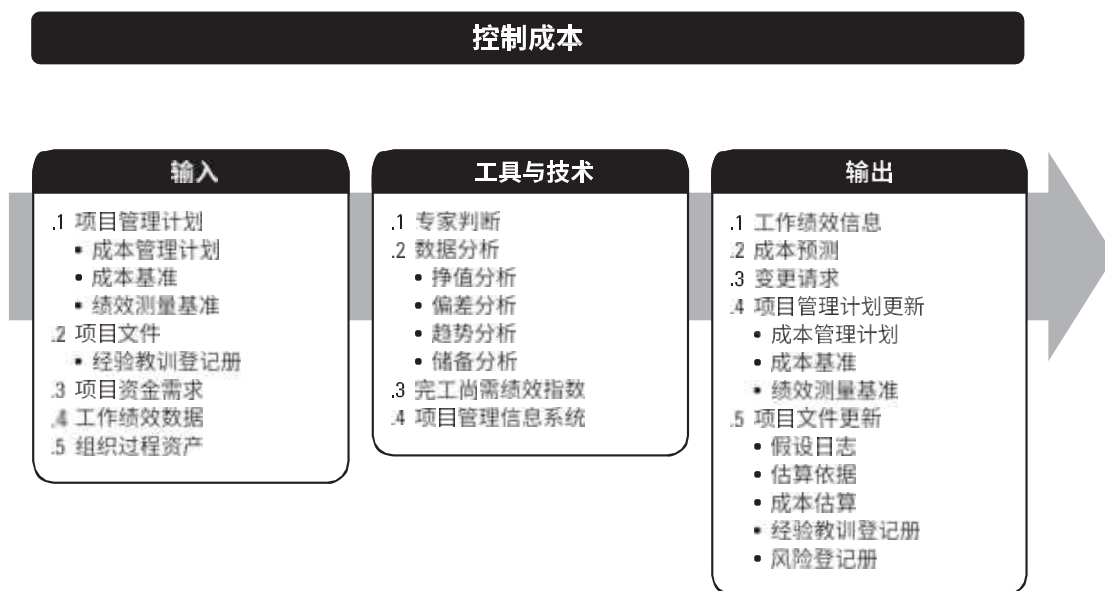 控制成本
输入
.1 项目管理计划
• 成本管理计划
• 成本基准
• 绩效测量基准
.2 项目文件
• 经验教训登记册
.3 项目资金需求
.4 工作绩效数据
.5 组织过程资产
工具与技术
.1 专家判断
.2 数据分析
• 挣值分析
• 偏差分析
• 趋势分析
• 储备分析
.3 完工尚需绩效指数
.4 项目管理信息系统
输出
.1 工作绩效信息
.2 成本预测
.3 变更请求
.4 项目管理计划更新
• 成本管理计划
• 成本基准
• 绩效测量基准
.5 项目文件更新
• 假设日志
• 估算依据
• 成本估算
• 经验教训登记册
• 风险登记册